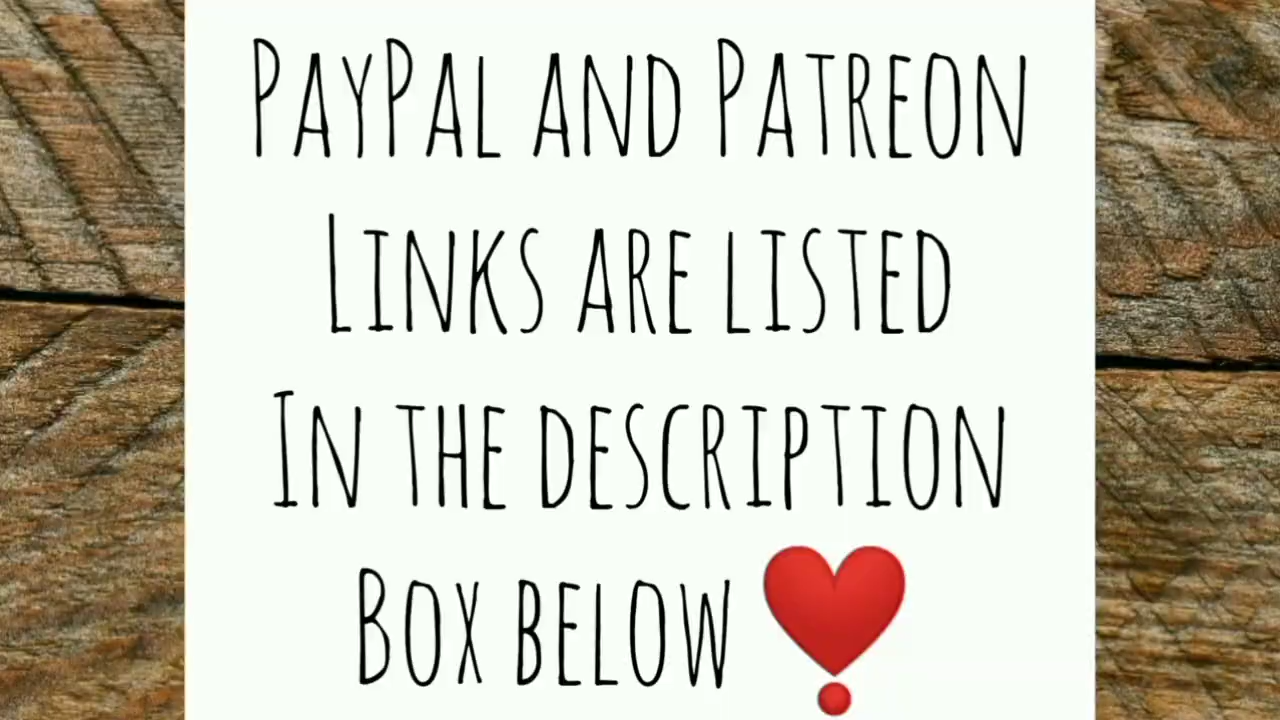 PayPal and Patreon
Links are listed
In the description
Box below ❣️